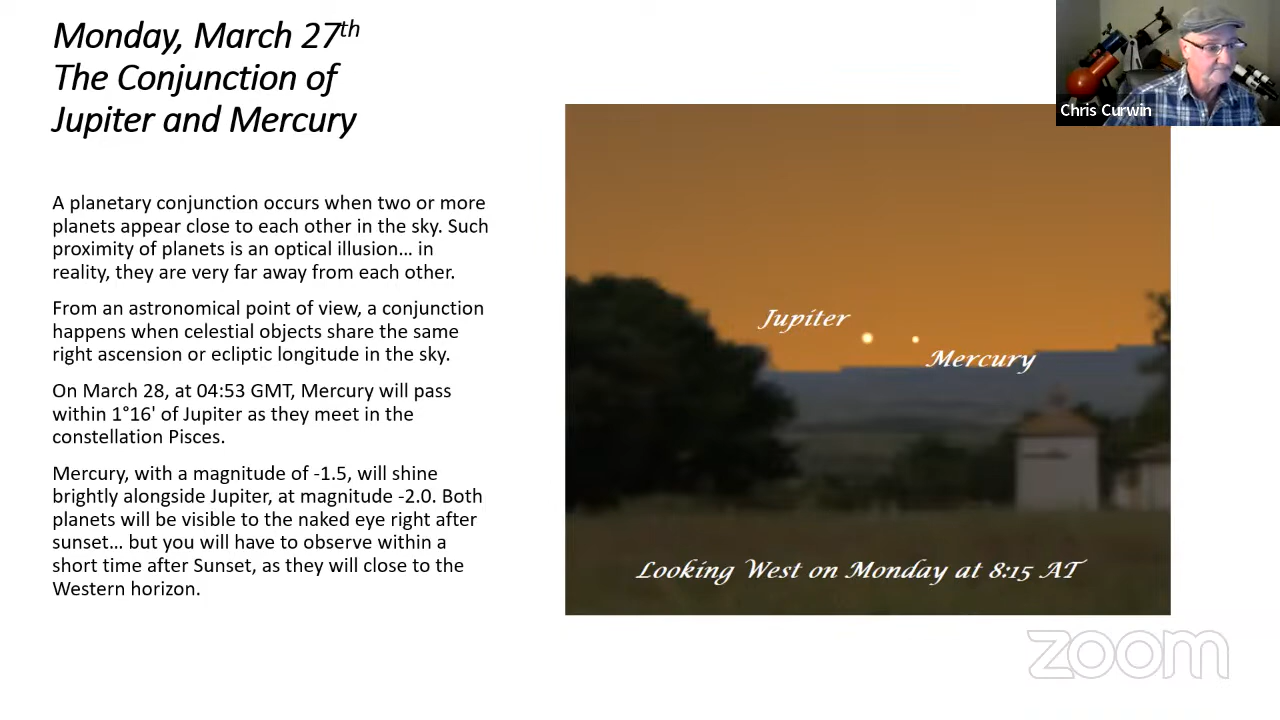 Monday, March 27th
The Conjunction of
Jupiter and Mercury
A planetary conjunction occurs when two or more
planets appear close to each other in the sky. Such
proximity of planets is an optical illusion… in
reality, they are very far away from each other.
From an astronomical point of view, a conjunction
happens when celestial objects share the same
right ascension or ecliptic longitude in the sky.
On March 28, at 04:53 GMT, Mercury will pass
within 1°16' of Jupiter as they meet in the
constellation Pisces.
Mercury, with a magnitude of -1.5, will shine
brightly alongside Jupiter, at magnitude -2.0. Both
planets will be visible to the naked eye right after
sunset… but you will have to observe within a
short time after Sunset, as they will close to the
Western horizon.
Jupiter
Mercury
Looking West on Monday at 8:15 AT
Chris Curwin
zoom